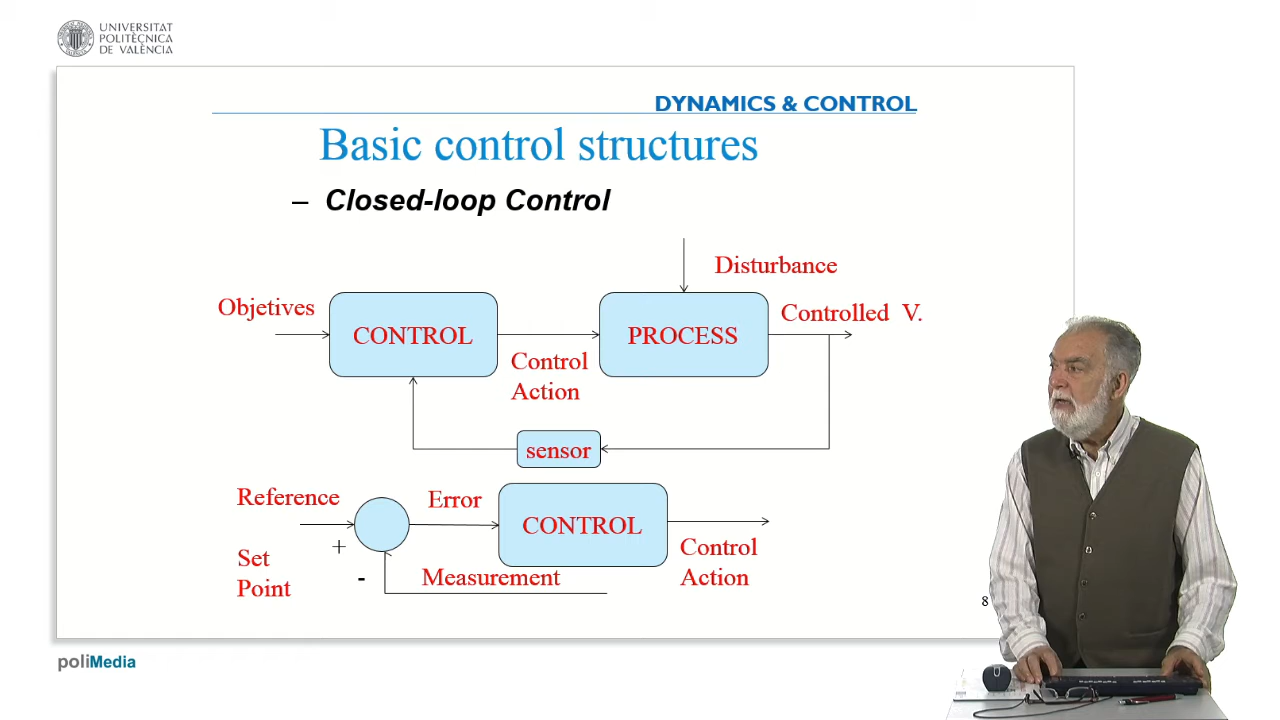 UNIVERSITAT
POLITÈCNICA
DE VALÈNCIA
DYNAMICS & CONTROL
Basic control structures
– Closed-loop Control
Disturbance
Objetives
CONTROL
PROCESS
Controlled V.
Control
Action
sensor
Reference
Error
CONTROL
+
Set
Point
-
Measurement
Control
Action
8
poliMedia